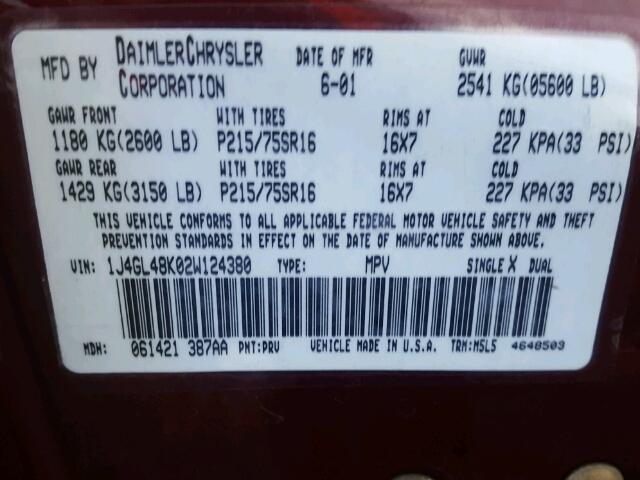 MFD BY DAIMLERCHRYSLER CORPORATION DATE OF MFR 6-01 GVWR 2541 KG(05600 LB)
GAWR FRONT WITH TIRES RIMS AT COLD
1180 KG(2600 LB) P215/75SR16 16X7 227 KPA(33 PSI)
GAWR REAR WITH TIRES RIMS AT COLD
1429 KG(3150 LB) P215/75SR16 16X7 227 KPA(33 PSI)
THIS VEHICLE CONFORMS TO ALL APPLICABLE FEDERAL MOTOR VEHICLE SAFETY AND THEFT
PREVENTION STANDARDS IN EFFECT ON THE DATE OF MANUFACTURE SHOWN ABOVE.
VIN: 1J4GL48K02W124380 TYPE: MPV SINGLE X DUAL
MDH: 061421 387AA PNT:PRV VEHICLE MADE IN U.S.A. TRM:M5L5 4648503